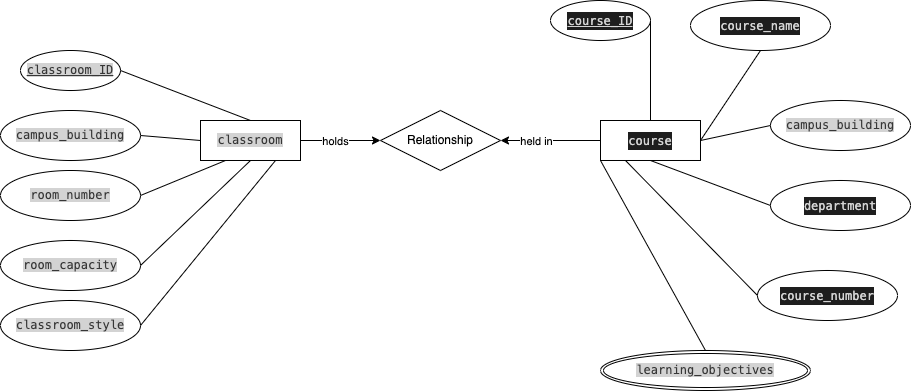 course_ID
course_name
classroom_ID
campus_building
classroom
holds
Relationship
held in
course
campus_building
room_number
department
room_capacity
course_number
classroom_style
learning_objectives